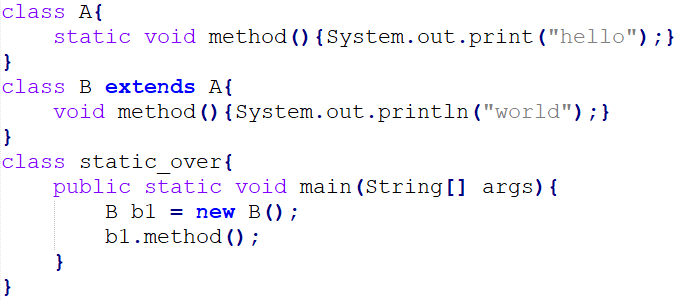 class A{
    static void method(){System.out.print("hello");}
}
class B extends A{
    void method(){System.out.println("world");}
}
class static_over{
    public static void main(String[] args){
        B b1 = new B();
        b1.method();
    }
}